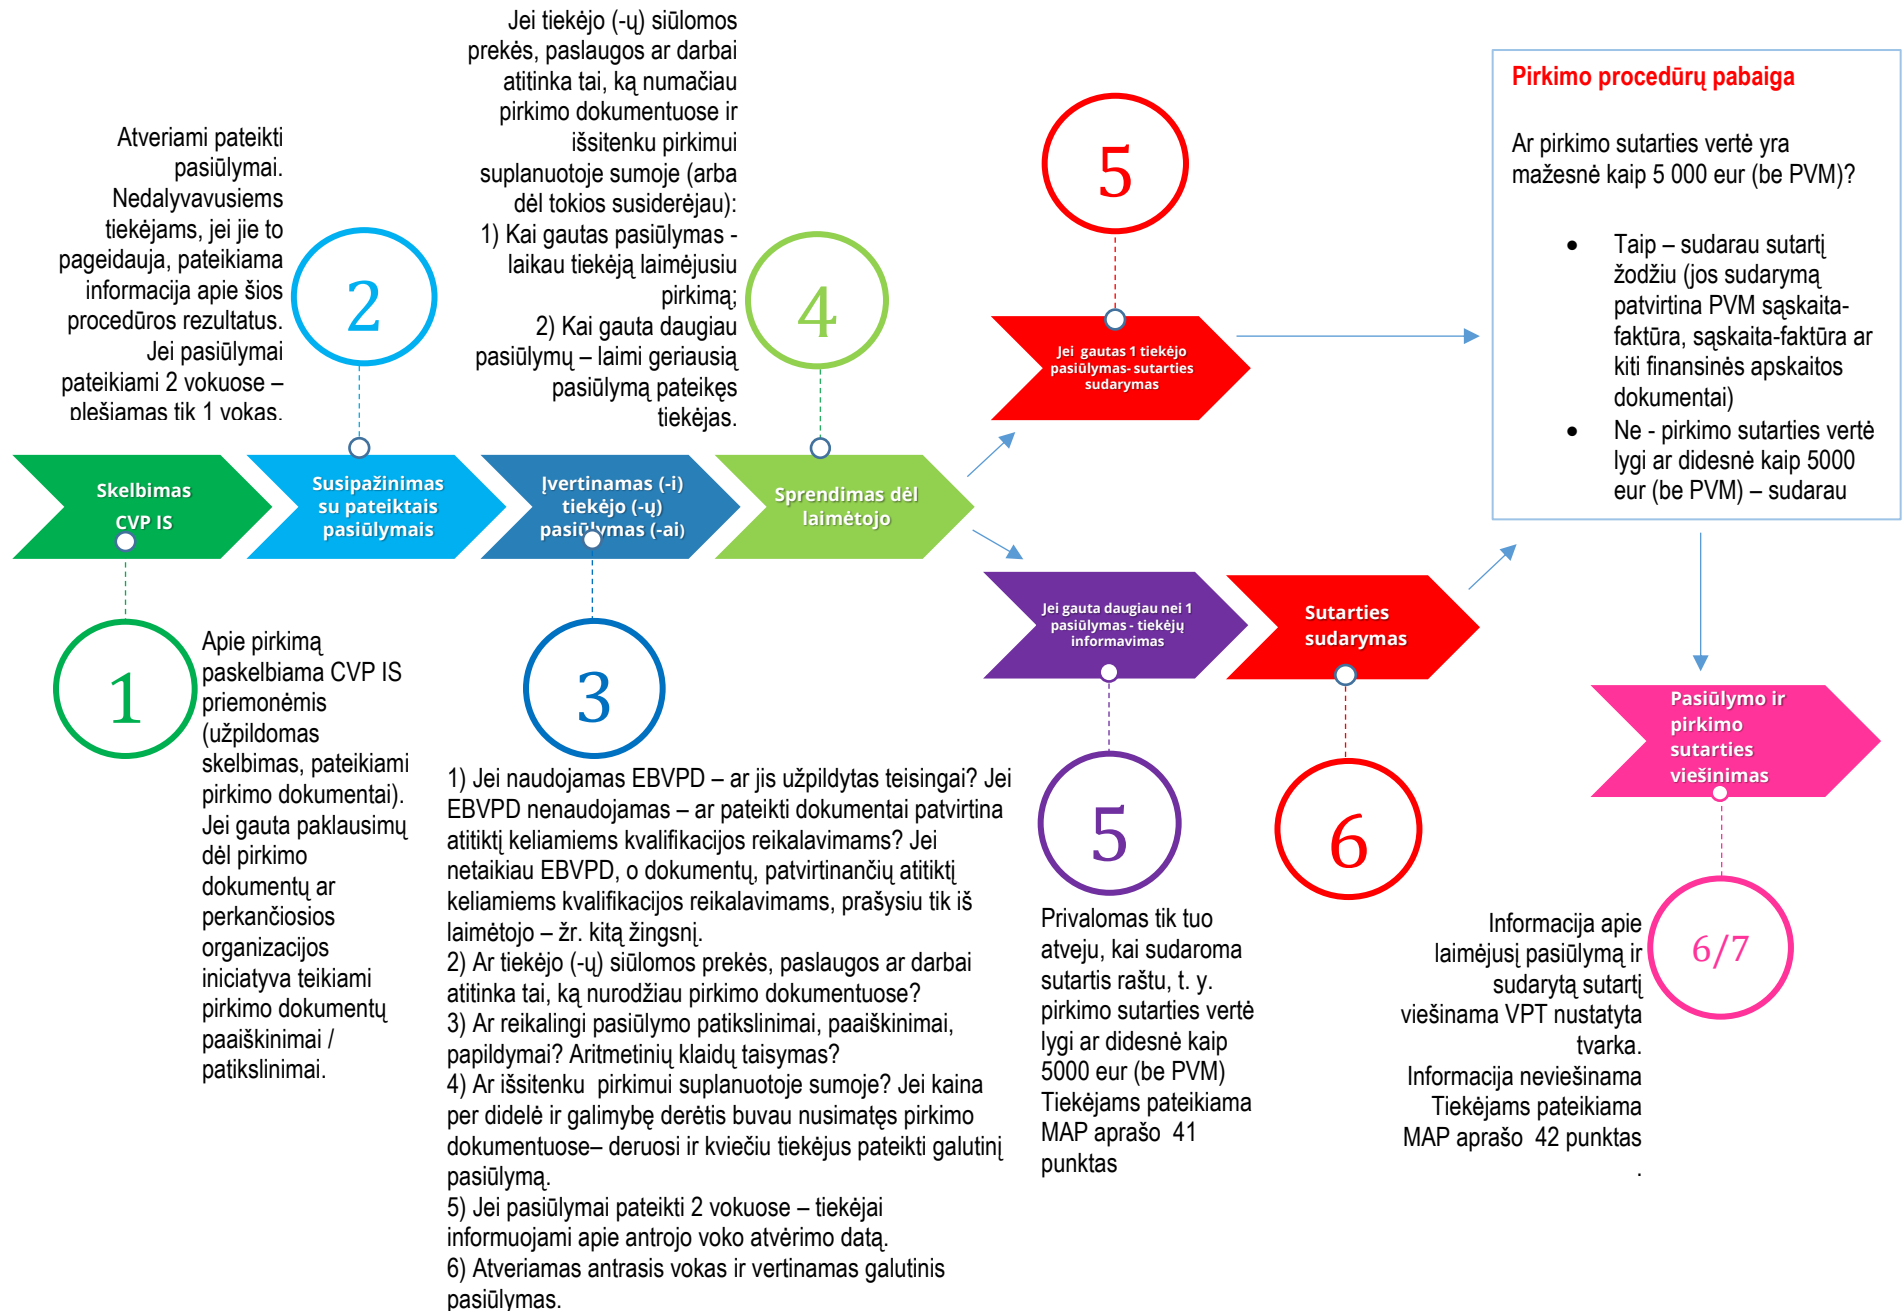 Jei tiekėjo (-ų) siūlomos
prekės, paslaugos ar darbai
atitinka tai, ką numačiau
pirkimo dokumentuose ir
išsitenku pirkimui
suplanuotoje sumoje (arba
dėl tokios susiderėjau):
1) Kai gautas pasiūlymas -
laikau tiekėją laimėjusiu
pirkimą;
2) Kai gauta daugiau
pasiūlymų – laimi geriausią
pasiūlymą pateikęs
tiekėjas.
Atveriami pateikti
pasiūlymai.
Nedalyvavusiems
tiekėjams, jei jie to
pageidauja, pateikiama
informacija apie šios
procedūros rezultatus.
Jei pasiūlymai
pateikiami 2 vokuose –
plešiamas tik 1 vokas.
2
4
5
Pirkimo procedūrų pabaiga
Ar pirkimo sutarties vertė yra
mažesnė kaip 5 000 eur (be PVM)?
• Taip – sudarau sutartį
žodžiu (jos sudarymą
patvirtina PVM sąskaita-
faktūra, sąskaita-faktūra ar
kiti finansinės apskaitos
dokumentai)
• Ne - pirkimo sutarties vertė
lygi ar didesnė kaip 5000
eur (be PVM) – sudarau
Jei gautas 1 tiekėjo
pasiūlymas- sutarties
sudarymas
Skelbimas
CVP IS
Susipažinimas
su pateiktais
pasiūlymais
Įvertinamas (-i)
tiekėjo (-ų)
pasiūlymas (-ai)
Sprendimas dėl
laimėtojo
Jei gauta daugiau nei 1
pasiūlymas - tiekėjų
informavimas
Sutarties
sudarymas
Pasiūlymo ir
pirkimo
sutarties
viešinimas
1
Apie pirkimą
paskelbiama CVP IS
priemonėmis
(užpildomas
skelbimas, pateikiami
pirkimo dokumentai).
Jei gauta paklausimų
dėl pirkimo
dokumentų ar
perkančiosios
organizacijos
iniciatyva teikiami
pirkimo dokumentų
paaiškinimai /
patikslinimai.
3
1) Jei naudojamas EBVPD – ar jis užpildytas teisingai? Jei
EBVPD nenaudojamas – ar pateikti dokumentai patvirtina
atitiktį keliamiems kvalifikacijos reikalavimams? Jei
netaikiau EBVPD, o dokumentų, patvirtinančių atitiktį
keliamiems kvalifikacijos reikalavimams, prašysiu tik iš
laimėtojo – žr. kitą žingsnį.
2) Ar tiekėjo (-ų) siūlomos prekės, paslaugos ar darbai
atitinka tai, ką nurodžiau pirkimo dokumentuose?
3) Ar reikalingi pasiūlymo patikslinimai, paaiškinimai,
papildymai? Aritmetinių klaidų taisymas?
4) Ar išsitenku pirkimui suplanuotoje sumoje? Jei kaina
per didelė ir galimybę derėtis buvau nusimatęs pirkimo
dokumentuose– deruosi ir kviečiu tiekėjus pateikti galutinį
pasiūlymą.
5) Jei pasiūlymai pateikti 2 vokuose – tiekėjai
informuojami apie antrojo voko atvėrimo datą.
6) Atveriamas antrasis vokas ir vertinamas galutinis
pasiūlymas.
5
Privalomas tik tuo
atveju, kai sudaroma
sutartis raštu, t. y.
pirkimo sutarties vertė
lygi ar didesnė kaip
5000 eur (be PVM)
Tiekėjams pateikiama
MAP aprašo 41
punktas
6
6/7
Informacija apie
laimėjusį pasiūlymą ir
sudarytą sutartį
viešinama VPT nustatyta
tvarka.
Informacija neviešinama
Tiekėjams pateikiama
MAP aprašo 42 punktas
.